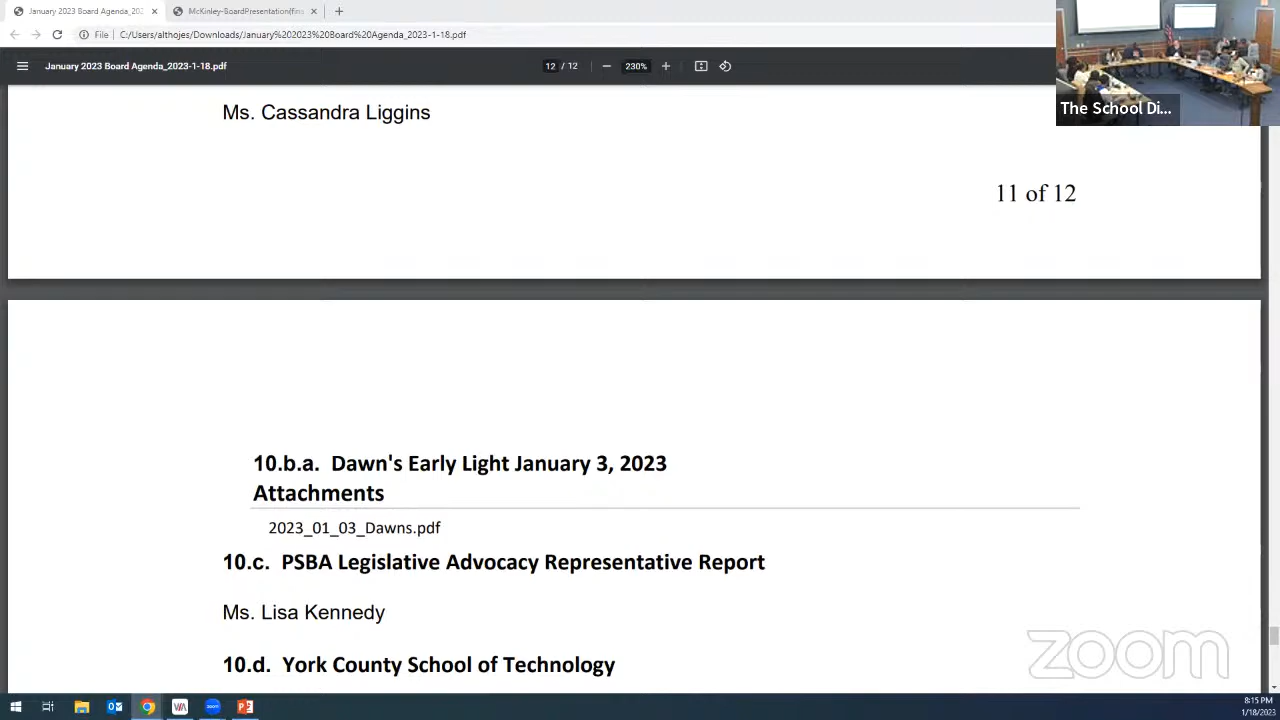 January 2023 Board Agenda_202
McKinley-BoardPresentation(fins
File
C:/Users/althojes/Downloads/January%202023%20Board%20Agenda_2023-1-18.pdf
January 2023 Board Agenda_2023-1-18.pdf
12 / 12
230%
The School Di...
Ms. Cassandra Liggins
11 of 12
10.b.a. Dawn's Early Light January 3, 2023
Attachments
2023_01_03_Dawns.pdf
10.c. PSBA Legislative Advocacy Representative Report
Ms. Lisa Kennedy
10.d. York County School of Technology
zoom
8:15 PM
1/18/2023